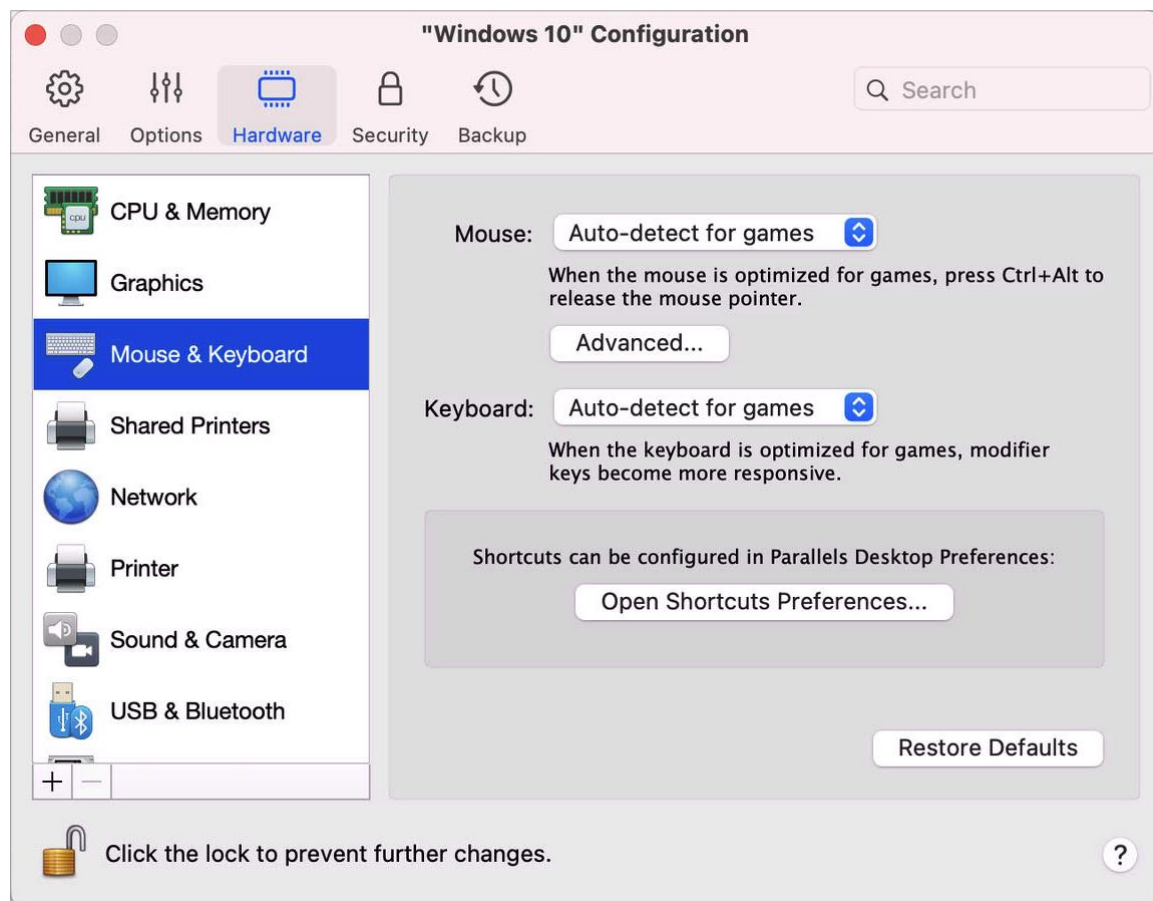 "Windows 10" Configuration
General Options Hardware Security Backup
Search
CPU & Memory
Graphics
Mouse & Keyboard
Shared Printers
Network
Printer
Sound & Camera
USB & Bluetooth
Mouse: Auto-detect for games
When the mouse is optimized for games, press Ctrl+Alt to
release the mouse pointer.
Advanced...
Keyboard: Auto-detect for games
When the keyboard is optimized for games, modifier
keys become more responsive.
Shortcuts can be configured in Parallels Desktop Preferences:
Open Shortcuts Preferences...
Restore Defaults
Click the lock to prevent further changes.
?